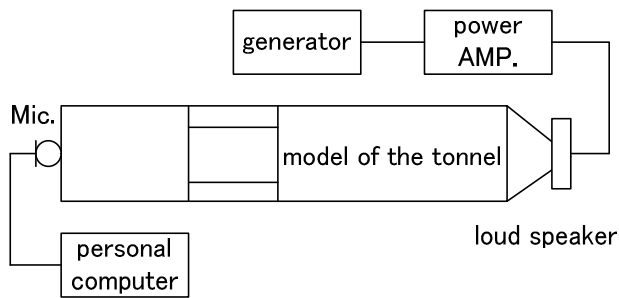 generator
power
AMP.
Mic.
model of the tonnel
loud speaker
personal
computer